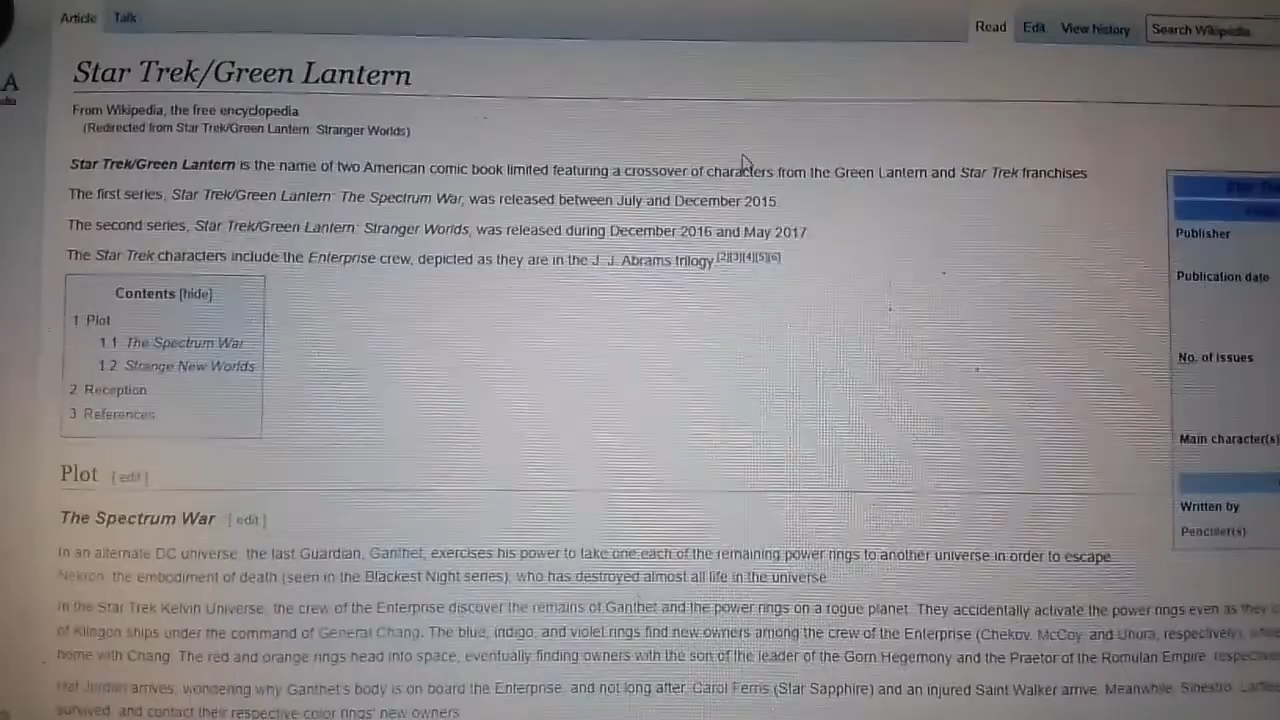 Article Talk
Read Edit View history Search Wikipedia
A
Star Trek/Green Lantern
From Wikipedia, the free encyclopedia
(Redirected from Star Trek/Green Lantern: Stranger Worlds)
Star Trek/Green Lantern is the name of two American comic book limited featuring a crossover of characters from the Green Lantern and Star Trek franchises
The first series, Star Trek/Green Lantern: The Spectrum War, was released between July and December 2015.
The second series, Star Trek/Green Lantern: Stranger Worlds, was released during December 2016 and May 2017
The Star Trek characters include the Enterprise crew, depicted as they are in the J. J. Abrams trilogy.[2][3][4][5][6]
Contents [hide]
1 Plot
1.1 The Spectrum War
1.2 Strange New Worlds
2 Reception
3 References
Publisher
Publication date
No. of issues
Main character(s)
Written by
Penciller(s)
Plot [edit]
The Spectrum War [edit]
In an alternate DC universe, the last Guardian, Ganthet, exercises his power to take one each of the remaining power rings to another universe in order to escape
Nekron, the embodiment of death (seen in the Blackest Night series), who has destroyed almost all life in the universe
In the Star Trek Kelvin Universe, the crew of the Enterprise discover the remains of Ganthet and the power rings on a rogue planet. They accidentally activate the power rings even as they
of Klingon ships under the command of General Chang. The blue, indigo, and violet rings find new owners among the crew of the Enterprise (Chekov, McCoy and Uhura, respectively),
home with Chang. The red and orange rings head into space, eventually finding owners with the son of the leader of the Gorn Hegemony and the Praetor of the Romulan Empire
Hal Jordan arrives, wondering why Ganthet's body is on board the Enterprise, and not long after, Carol Ferris (Star Sapphire) and an injured Saint Walker arrive. Meanwhile, Sinestro,
survived, and contact their respective color rings' new owners